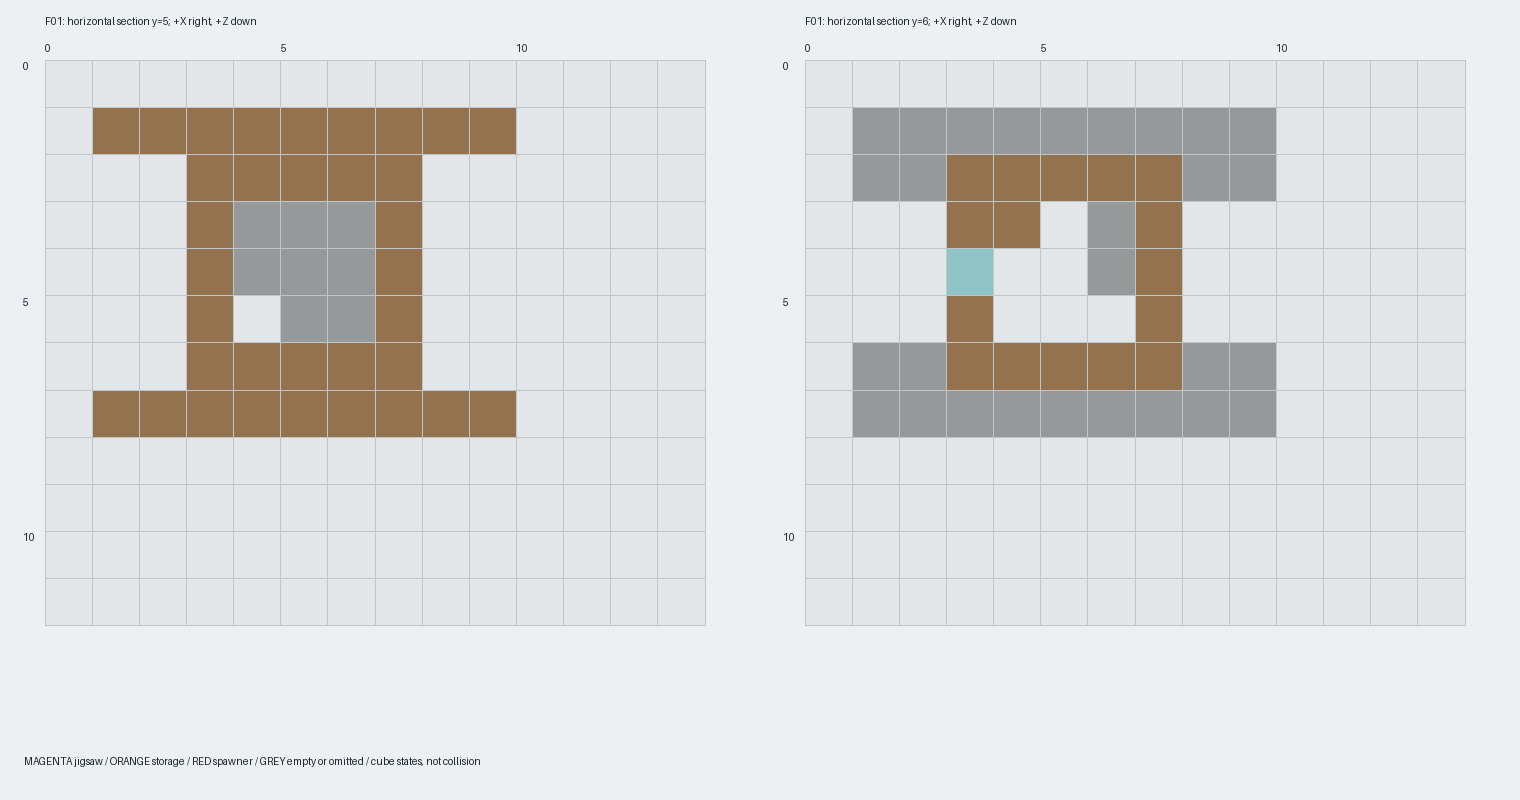 F01: horizontal section y=5; +X right, +Z down
F01: horizontal section y=6; +X right, +Z down
0 5 10
0 5 10
0
0
5
5
10
10
MAGENTA jigsaw / ORANGE storage / RED spawner / GREY empty or omitted / cube states, not collision